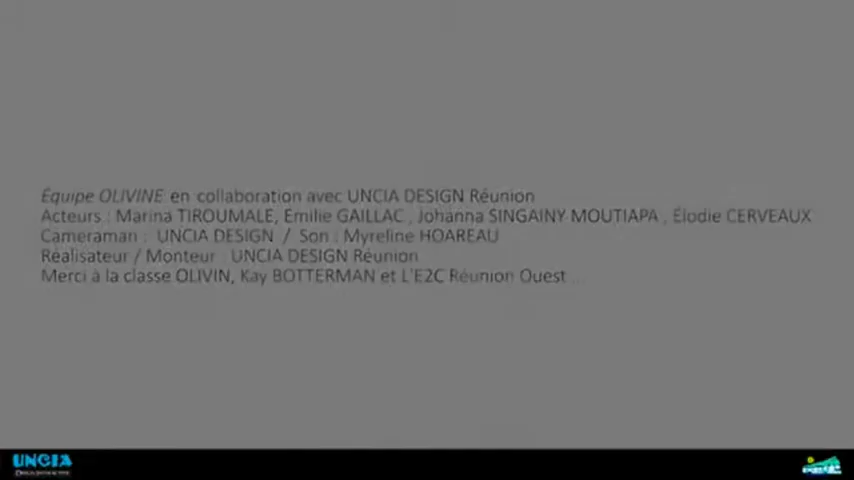 Équipe OLIVINE en collaboration avec UNCIA DESIGN Réunion
Acteurs : Marina TIROUMALE, Emilie GAILLAC , Johanna SINGAINY MOUTIAPA , Élodie CERVEAUX
Cameraman : UNCIA DESIGN / Son : Myreline HOAREAU
Réalisateur / Monteur : UNCIA DESIGN Réunion
Merci à la classe OLIVIN, Kay BOTTERMAN et L'E2C Réunion Ouest ...
UNCIA